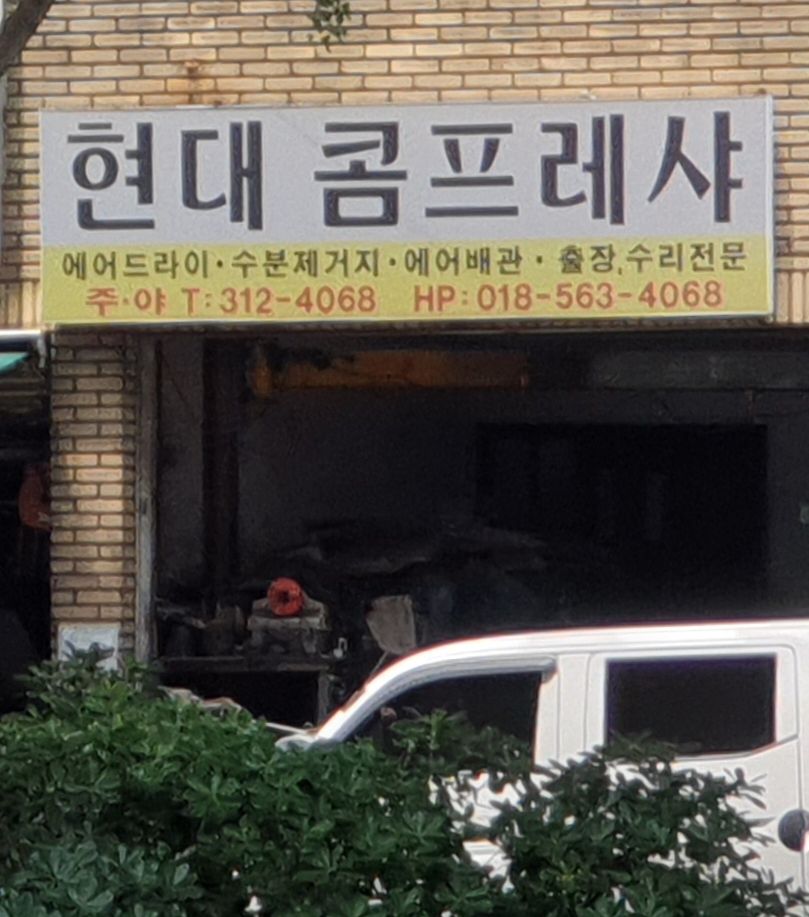 현대 콤프레샤
에어드라이·수분제거지·에어배관·출장,수리전문
주·야 T:312-4068 HP:018-563-4068